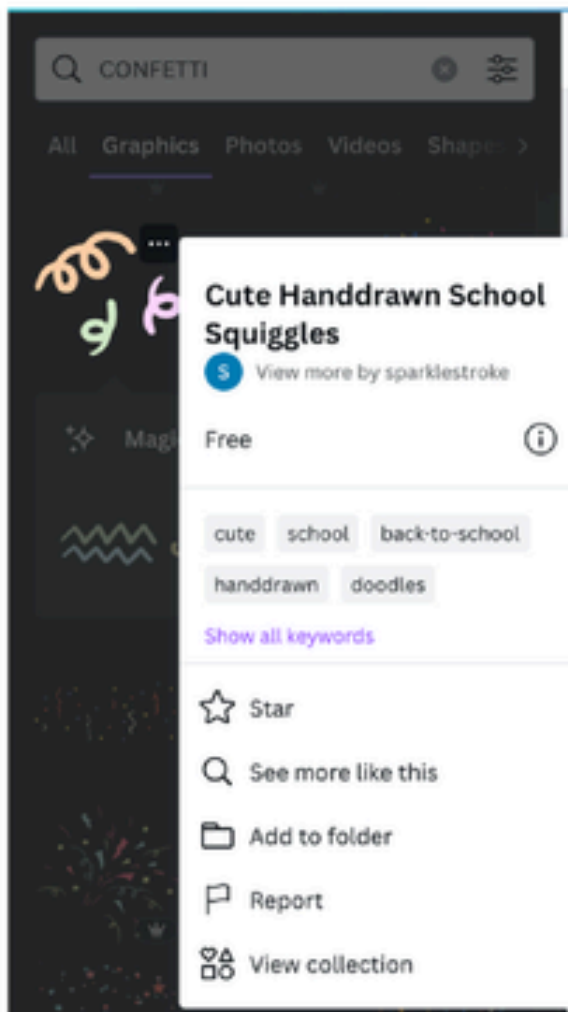 CONFETTI
All Graphics Photos Videos Shapes
Cute Handdrawn School
Squiggles
S View more by sparklestroke
Free
cute school back-to-school
handdrawn doodles
Show all keywords
Star
See more like this
Add to folder
Report
View collection